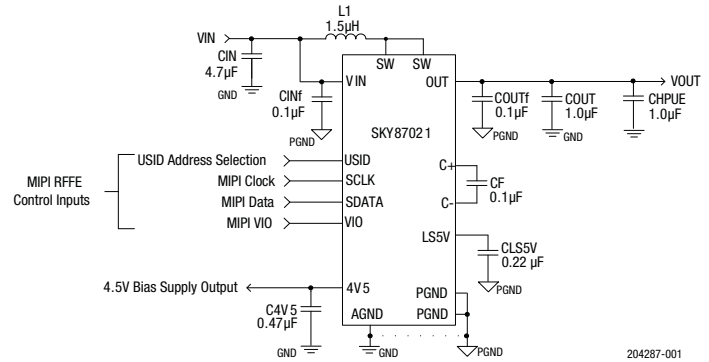 L1
1.5µH
VIN
CIN
4.7µF
GND
SW SW
VIN
OUT
VOUT
CINf
0.1µF
PGND
COUTf
0.1µF
PGND
COUT
1.0µF
GND
CHPUE
1.0µF
SKY87021
MIPI RFFE
Control Inputs
USID Address Selection
USID
MIPI Clock
SCLK
MIPI Data
SDATA
MIPI VIO
VIO
C+
C-
CF
0.1µF
LS5V
CLS5V
0.22 µF
PGND
4.5V Bias Supply Output
4V5
C4V5
0.47µF
GND
AGND
PGND
PGND
GND
PGND
204287-001